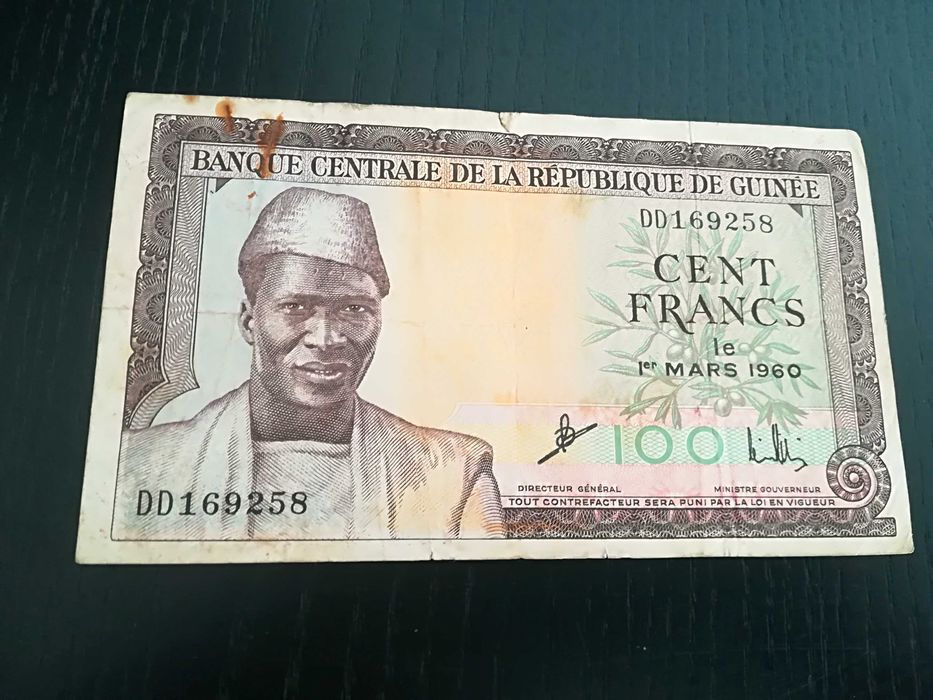 BANQUE CENTRALE DE LA RÉPUBLIQUE DE GUINÉE
DD169258
CENT
FRANCS
le
1er MARS 1960
100
DIRECTEUR GÉNÉRAL MINISTRE GOUVERNEUR
TOUT CONTREFACTEUR SERA PUNI PAR LA LOI EN VIGUEUR
DD169258